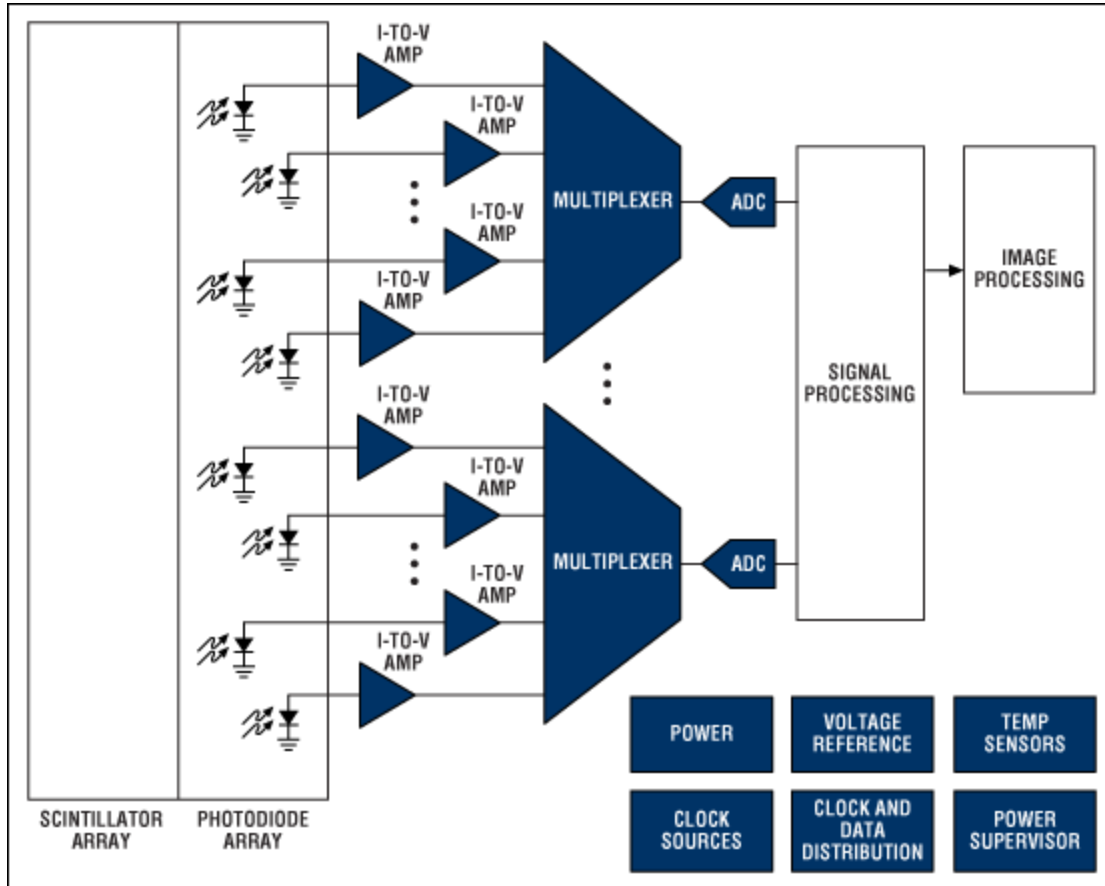 I-TO-V
AMP
I-TO-V
AMP
I-TO-V
AMP
I-TO-V
AMP
MULTIPLEXER
ADC
I-TO-V
AMP
I-TO-V
AMP
I-TO-V
AMP
I-TO-V
AMP
MULTIPLEXER
ADC
SIGNAL
PROCESSING
IMAGE
PROCESSING
SCINTILLATOR
ARRAY
PHOTODIODE
ARRAY
POWER
VOLTAGE
REFERENCE
TEMP
SENSORS
CLOCK
SOURCES
CLOCK AND
DATA
DISTRIBUTION
POWER
SUPERVISOR